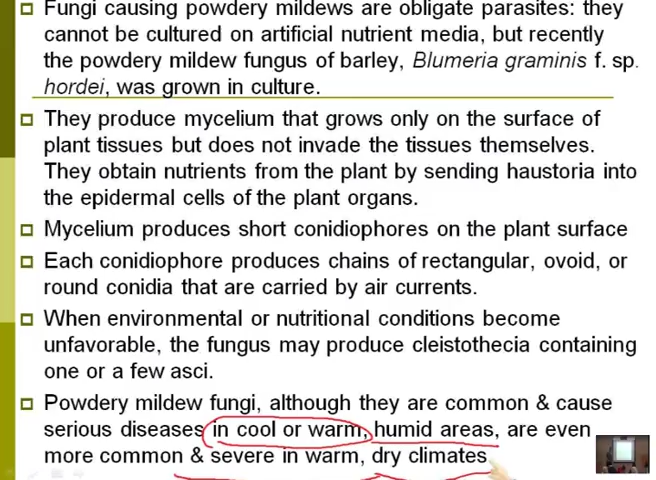 Fungi causing powdery mildews are obligate parasites: they
cannot be cultured on artificial nutrient media, but recently
the powdery mildew fungus of barley, Blumeria graminis f. sp.
hordei, was grown in culture.
They produce mycelium that grows only on the surface of
plant tissues but does not invade the tissues themselves.
They obtain nutrients from the plant by sending haustoria into
the epidermal cells of the plant organs.
Mycelium produces short conidiophores on the plant surface
Each conidiophore produces chains of rectangular, ovoid, or
round conidia that are carried by air currents.
When environmental or nutritional conditions become
unfavorable, the fungus may produce cleistothecia containing
one or a few asci.
Powdery mildew fungi, although they are common & cause
serious diseases in cool or warm, humid areas, are even
more common & severe in warm, dry climates